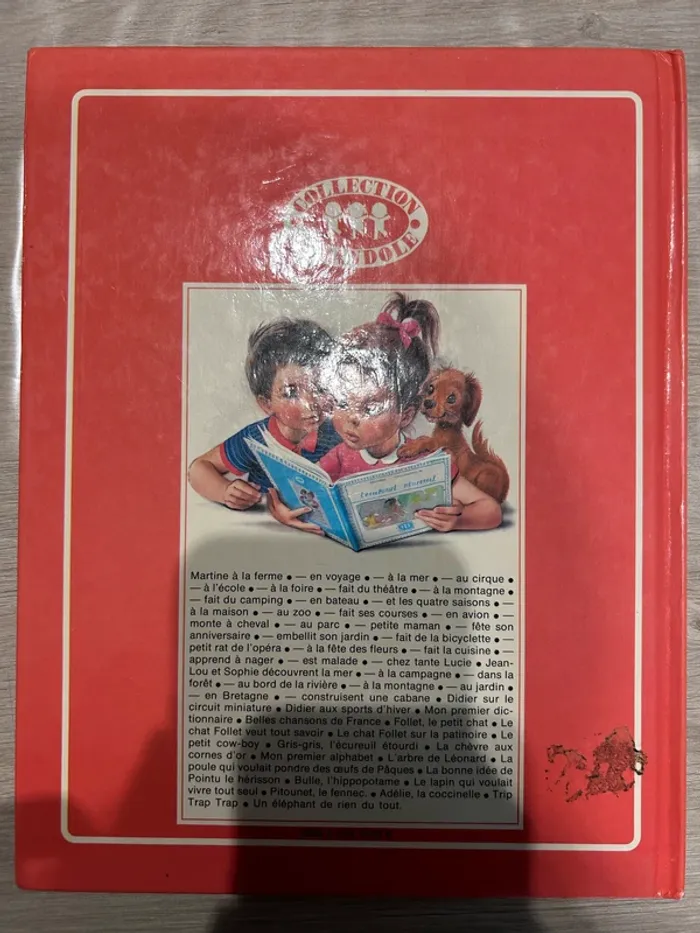 COLLECTION
Martine à la ferme ● — en voyage ● — à la mer ● — au cirque ●
— à l'école ● — à la foire ● — fait du théâtre ● — à la montagne ●
— fait du camping ● — en bateau ● — et les quatre saisons ● —
à la maison ● — au zoo ● — fait ses courses ● — en avion ● —
monte à cheval ● — au parc ● — petite maman ● — fête son
anniversaire ● — embellit son jardin ● — fait de la bicyclette ● —
petit rat de l'opéra ● — à la fête des fleurs ● — fait la cuisine ● —
apprend à nager ● — est malade ● — chez tante Lucie ● Jean-
Lou et Sophie découvrent la mer ● — à la campagne ● — dans la
forêt ● — au bord de la rivière ● — à la montagne ● — au jardin ●
— en Bretagne ● — construisent une cabane ● Didier sur le
circuit miniature ● Didier aux sports d'hiver ● Mon premier dic-
tionnaire ● Belles chansons de France ● Follet, le petit chat ● Le
chat Follet veut tout savoir ● Le chat Follet sur la patinoire ● Le
petit cow-boy ● Gris-gris, l'écureuil étourdi ● La chèvre aux
cornes d'or ● Mon premier alphabet ● L'arbre de Léonard ● La
poule qui voulait pondre des œufs de Pâques ● La bonne idée de
Pointu le hérisson ● Bulle, l'hippopotame ● Le lapin qui voulait
vivre tout seul ● Pitounet, le fennec. ● Adélie, la coccinelle ● Trip
Trap Trap ● Un éléphant de rien du tout.